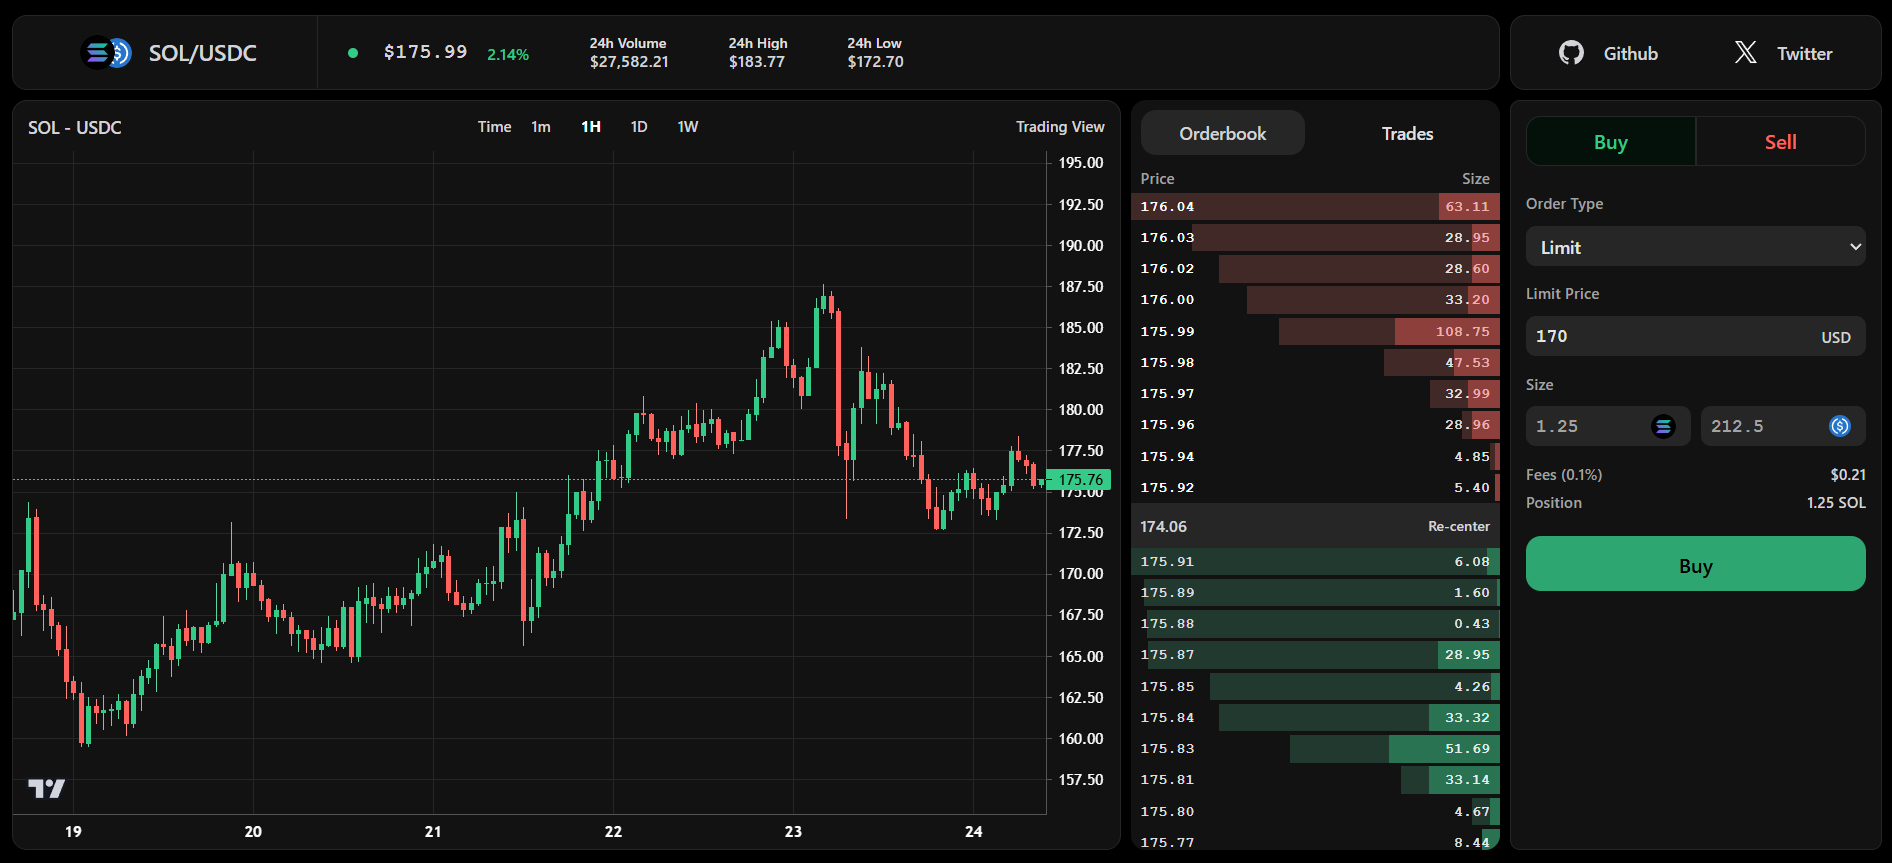 SOL/USDC
$175.99 2.14%
24h Volume
$27,582.21
24h High
$183.77
24h Low
$172.70
Github
Twitter
SOL - USDC
Time 1m 1H 1D 1W
Trading View
195.00
192.50
190.00
187.50
185.00
182.50
180.00
177.50
175.76
175.00
172.50
170.00
167.50
165.00
162.50
160.00
157.50
19 20 21 22 23 24
Orderbook Trades
Price Size
176.04 63.11
176.03 28.95
176.02 28.60
176.00 33.20
175.99 108.75
175.98 47.53
175.97 32.99
175.96 28.96
175.94 4.85
175.92 5.40
174.06 Re-center
175.91 6.08
175.89 1.60
175.88 0.43
175.87 28.95
175.85 4.26
175.84 33.32
175.83 51.69
175.81 33.14
175.80 4.67
175.77 8.44
Buy Sell
Order Type
Limit
Limit Price
170 USD
Size
1.25 212.5
Fees (0.1%) $0.21
Position 1.25 SOL
Buy